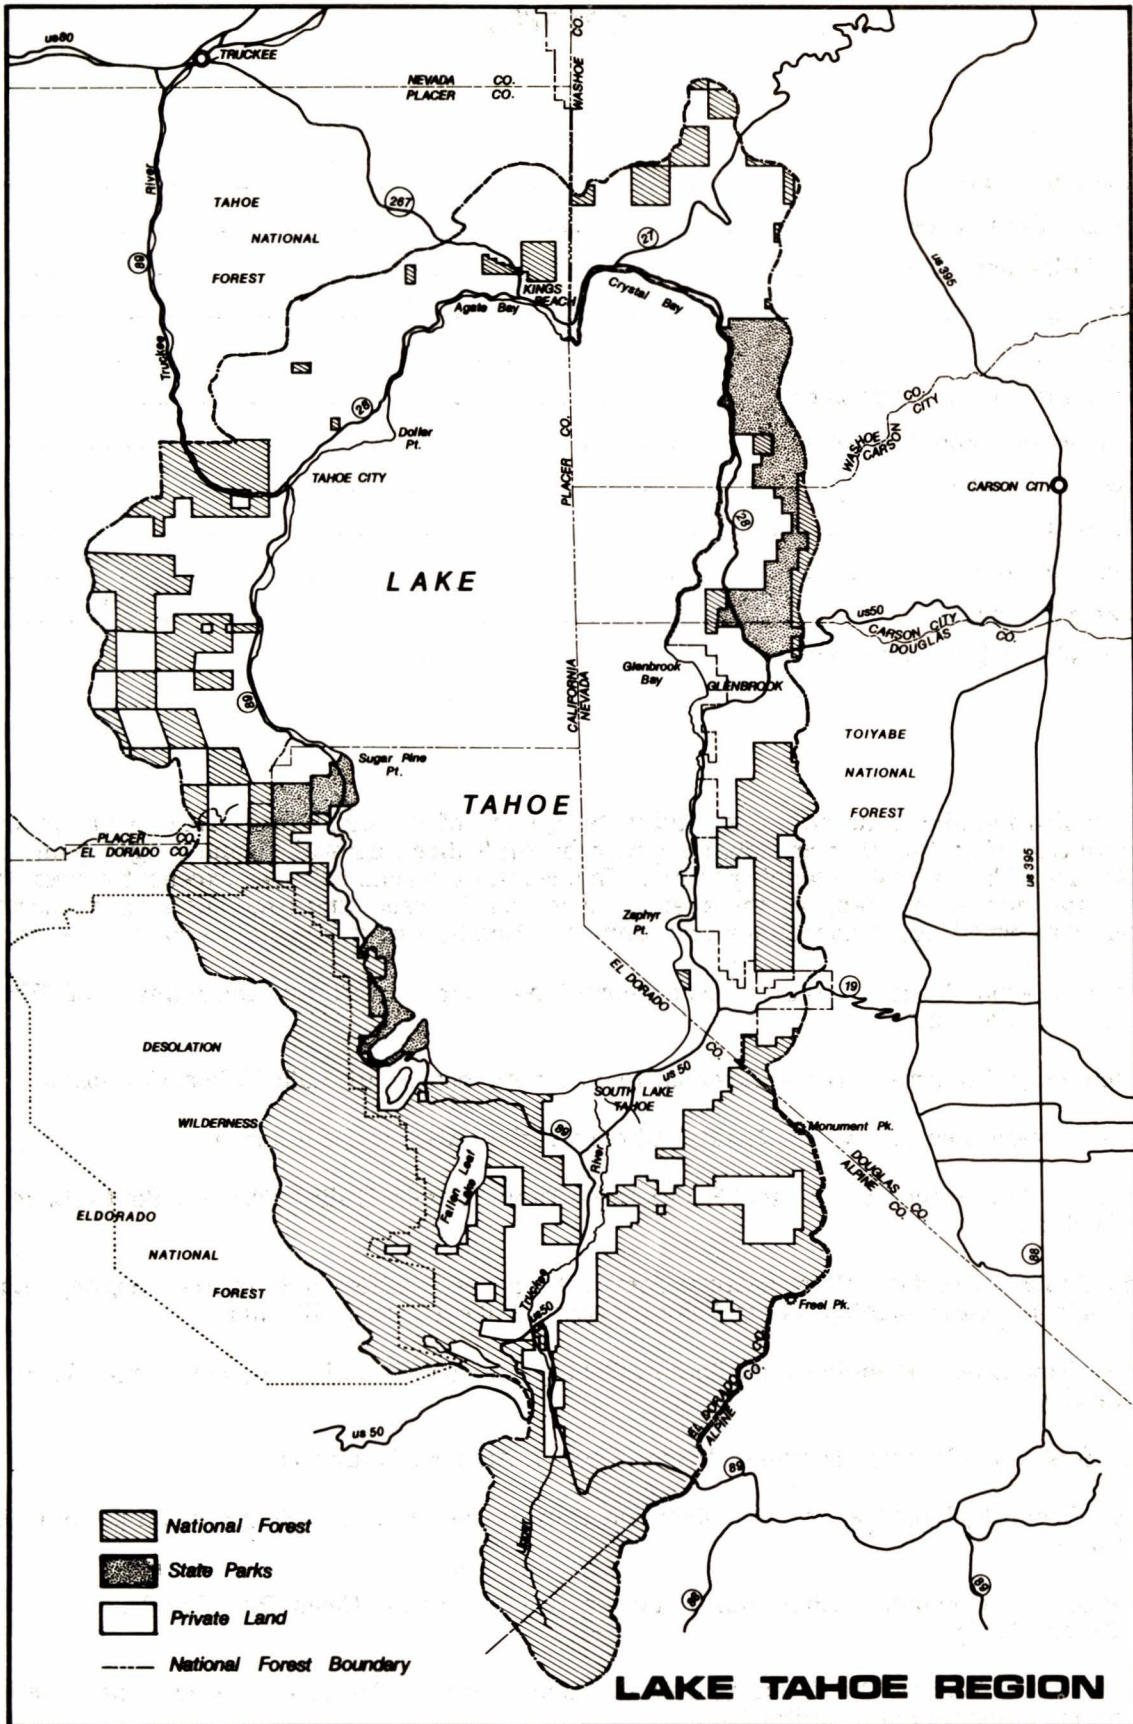 us80
TRUCKEE
NEVADA CO.
PLACER CO.
WASHOE CO.
River
TAHOE
NATIONAL
FOREST
267
27
89
us 395
KINGS
BEACH
Agate Bay
Crystal Bay
Truckee
28
Dollar
Pt.
TAHOE CITY
PLACER CO.
WASHOE CO.
CARSON CITY
CARSON CITY
28
LAKE
us50
CARSON CITY
DOUGLAS CO.
Glenbrook
Bay
GLENBROOK
CALIFORNIA
NEVADA
89
TOIYABE
NATIONAL
FOREST
Sugar Pine
Pt.
TAHOE
PLACER CO.
EL DORADO CO.
us 395
Zephyr
Pt.
EL DORADO CO.
19
DESOLATION
WILDERNESS
us 50
SOUTH LAKE
TAHOE
89
River
Monument Pk.
DOUGLAS CO.
ALPINE CO.
Fallen Leaf
Lake
ELDORADO
NATIONAL
FOREST
88
Truckee
us50
Freel Pk.
EL DORADO CO.
ALPINE CO.
us 50
89
Upper
88
89
National Forest
State Parks
Private Land
National Forest Boundary
LAKE TAHOE REGION